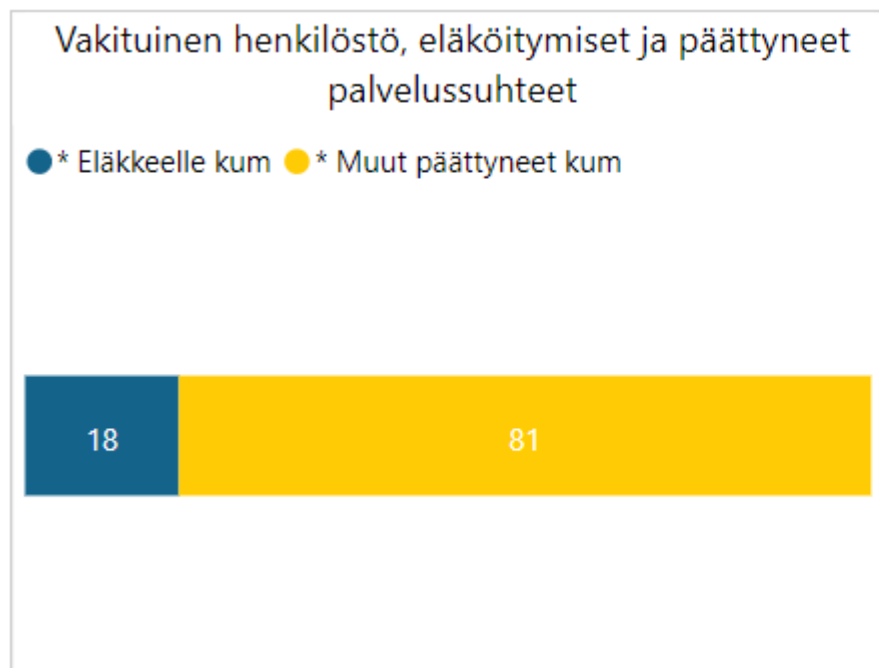 Vakituinen henkilöstö, eläköitymiset ja päättyneet
palvelussuhteet
* Eläkkeelle kum * Muut päättyneet kum
18 81